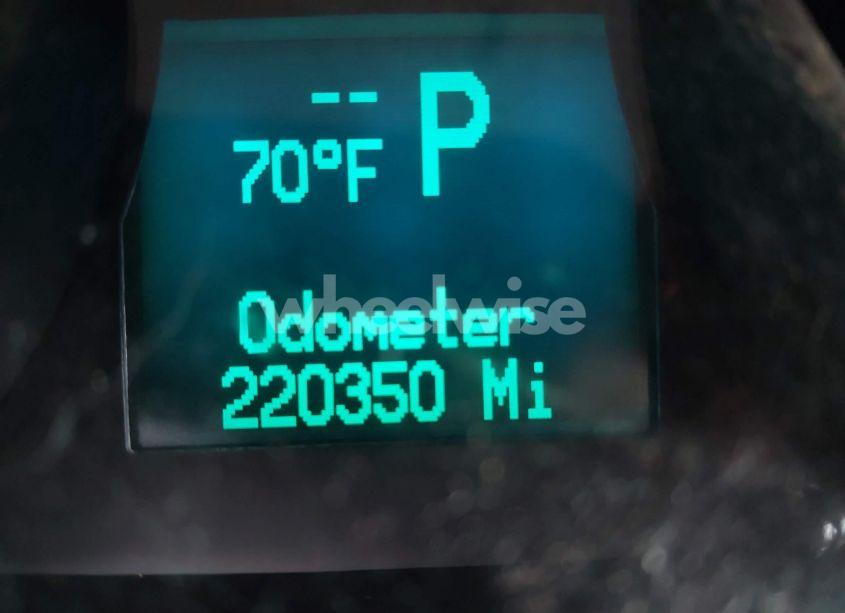 -- P
70°F
Odometer
220350 Mi
wheelwise